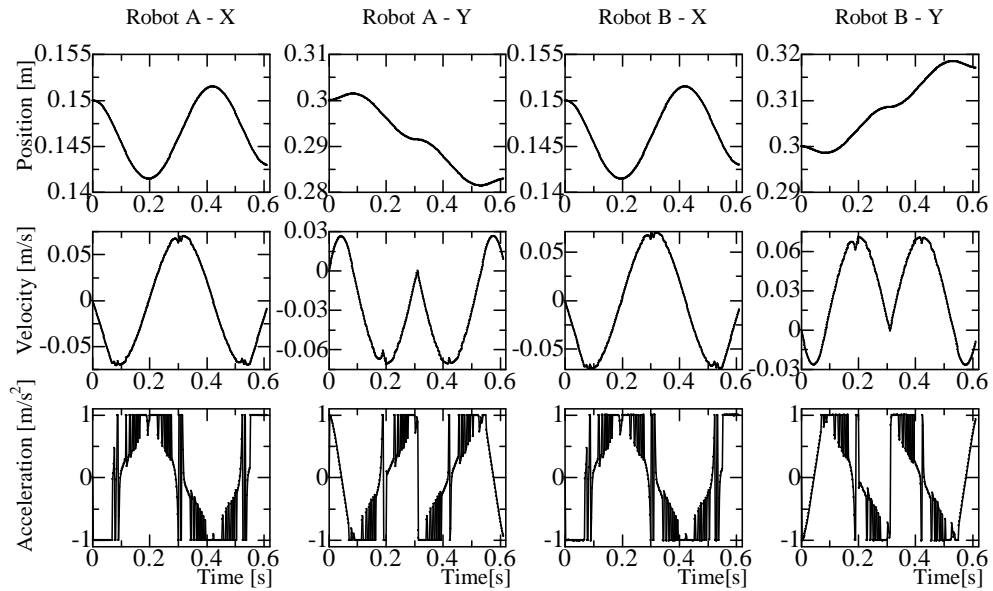 Robot A - X Robot A - Y Robot B - X Robot B - Y
Position [m]
0.155 0.31 0.155 0.32
0.150 0.3 0.150 0.31
0.145 0.29 0.145 0.3
0.14 0.28 0.14 0.29
0 0.2 0.4 0.6 0 0.2 0.4 0.6 0 0.2 0.4 0.6 0 0.2 0.4 0.6
Velocity [m/s]
0.05 0.03 0.05 0.06
0 0 0 0.03
-0.05 -0.03 -0.05 0
-0.06 -0.03
0 0.2 0.4 0.6 0 0.2 0.4 0.6 0 0.2 0.4 0.6 0 0.2 0.4 0.6
Acceleration [m/s²]
1 1 1 1
0 0 0 0
-1 -1 -1 -1
0 0.2 0.4 0.6 0 0.2 0.4 0.6 0 0.2 0.4 0.6 0 0.2 0.4 0.6
Time [s] Time[s] Time[s] Time[s]